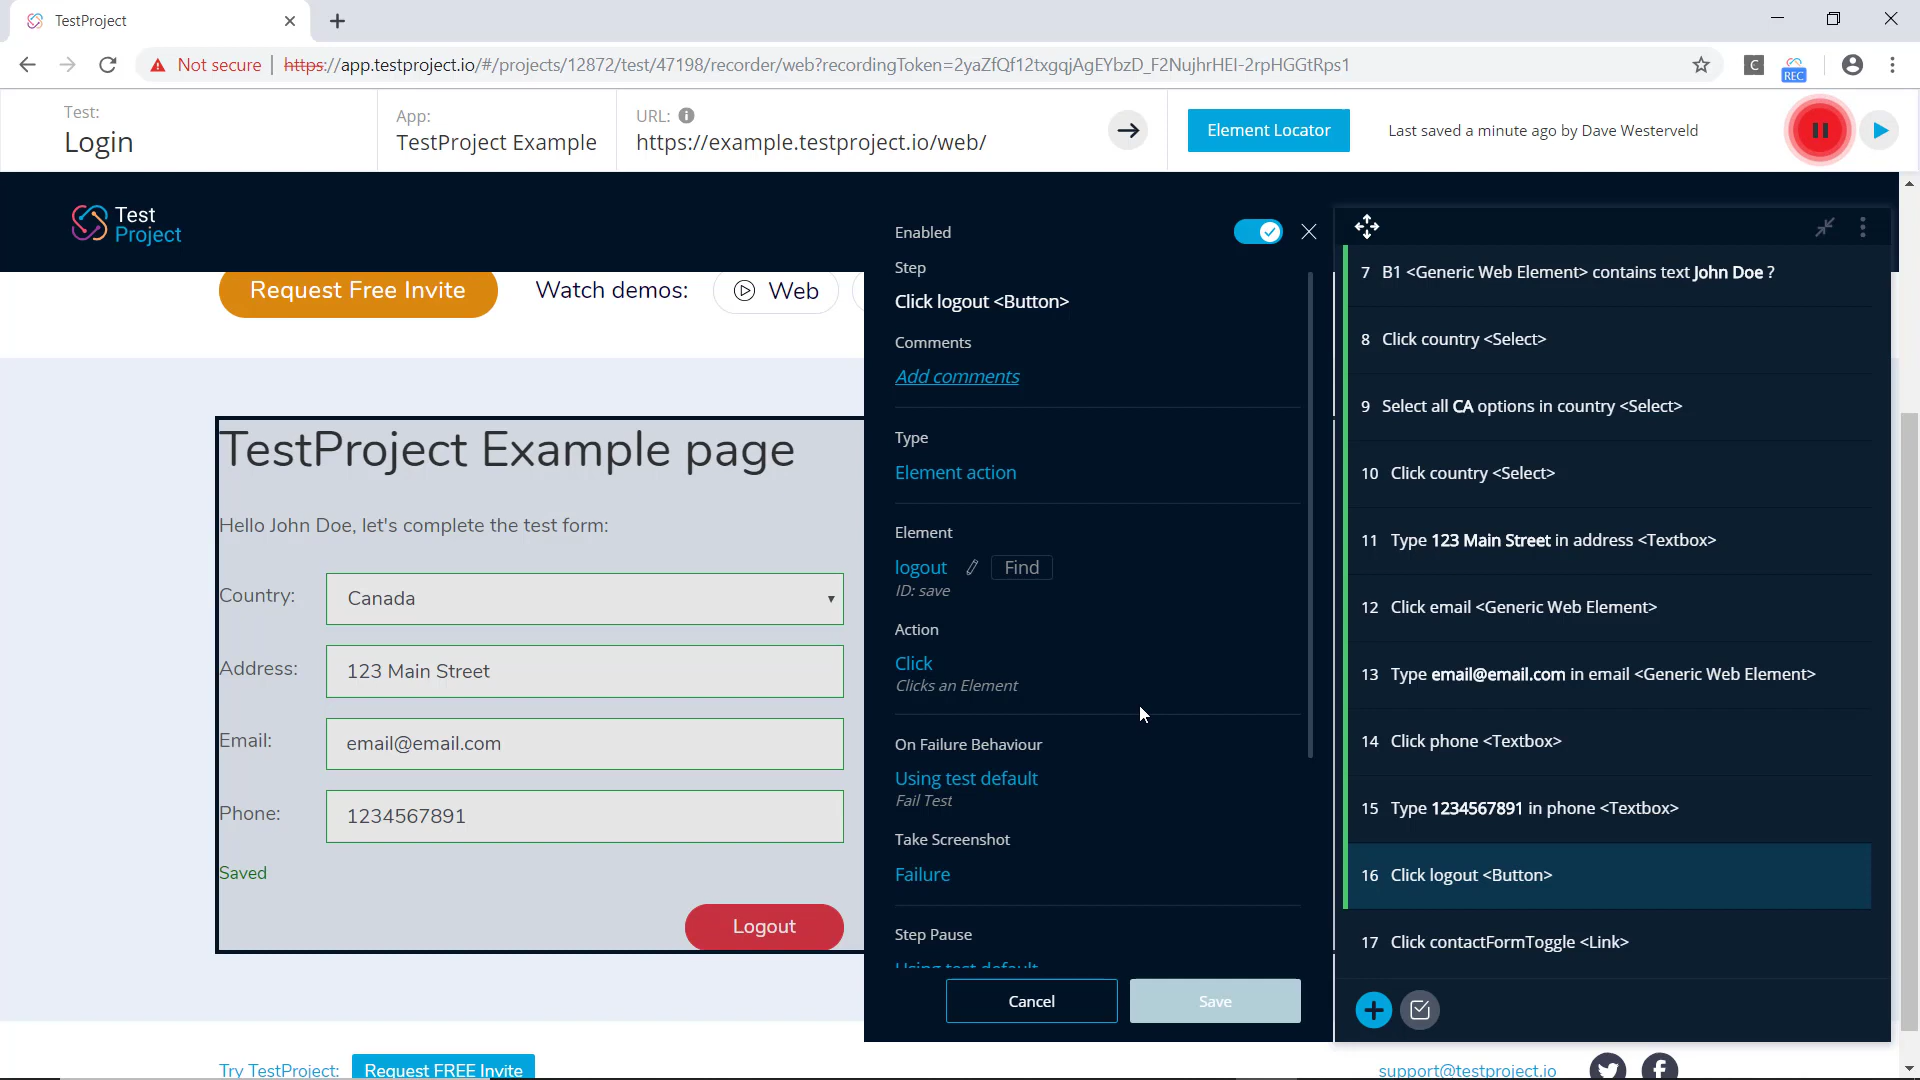 TestProject
Not secure
https://app.testproject.io/#/projects/12872/test/47198/recorder/web?recordingToken=2yaZfQf12txgqjAgEYbzD_F2NujhrHEI-2rpHGGtRps1
C
REC
Test:
Login
App:
TestProject Example
URL:
https://example.testproject.io/web/
Element Locator
Last saved a minute ago by Dave Westerveld
Test
Project
Request Free Invite
Watch demos:
Web
TestProject Example page
Hello John Doe, let's complete the test form:
Country:
Canada
Address:
123 Main Street
Email:
email@email.com
Phone:
1234567891
Saved
Logout
Try TestProject:
Request FREE Invite
support@testproject.io
Enabled
Step
Click logout <Button>
Comments
Add comments
Type
Element action
Element
logout
Find
ID: save
Action
Click
Clicks an Element
On Failure Behaviour
Using test default
Fail Test
Take Screenshot
Failure
Step Pause
Using test default
Cancel
Save
7 B1 <Generic Web Element> contains text John Doe ?
8 Click country <Select>
9 Select all CA options in country <Select>
10 Click country <Select>
11 Type 123 Main Street in address <Textbox>
12 Click email <Generic Web Element>
13 Type email@email.com in email <Generic Web Element>
14 Click phone <Textbox>
15 Type 1234567891 in phone <Textbox>
16 Click logout <Button>
17 Click contactFormToggle <Link>